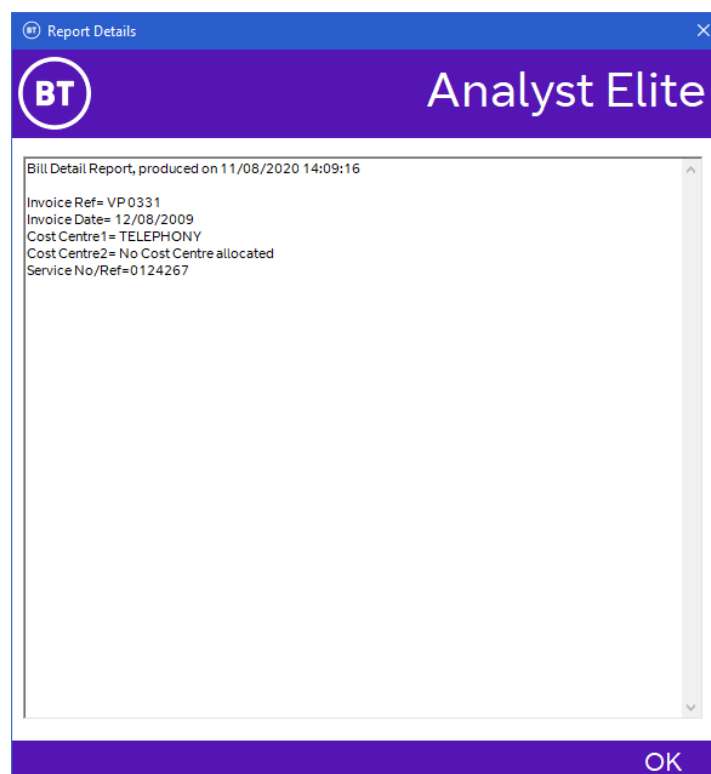 BT Report Details
BT
Analyst Elite
Bill Detail Report, produced on 11/08/2020 14:09:16
Invoice Ref= VP 0331
Invoice Date= 12/08/2009
Cost Centre1= TELEPHONY
Cost Centre2= No Cost Centre allocated
Service No/Ref=0124267
OK